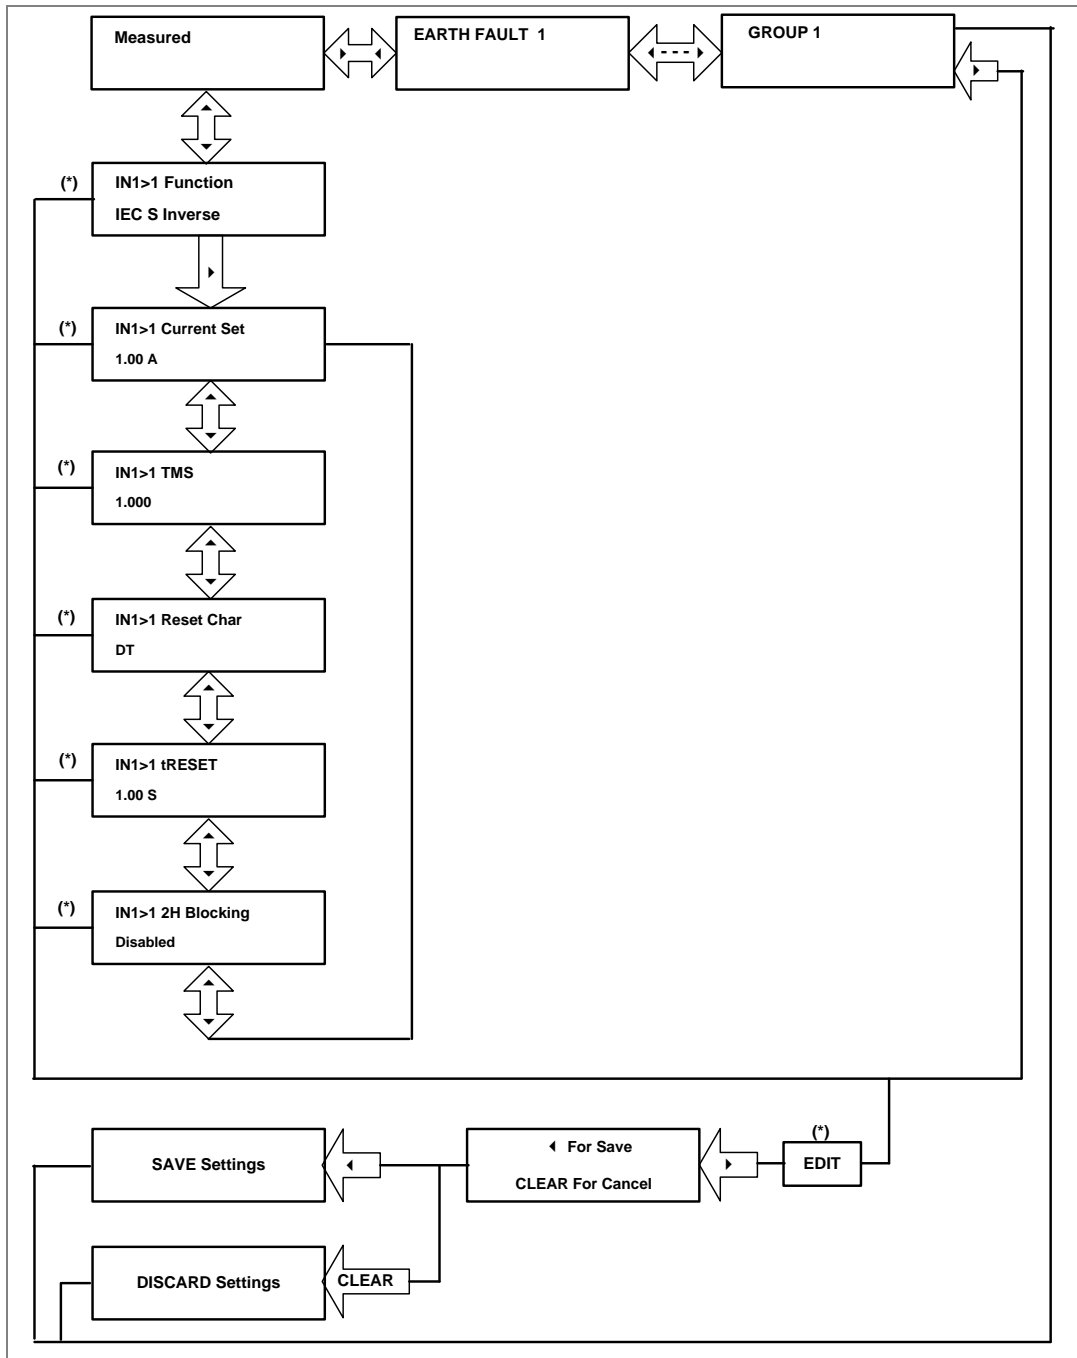 Measured
EARTH FAULT 1
GROUP 1
(*)
IN1>1 Function
IEC S Inverse
(*)
IN1>1 Current Set
1.00 A
(*)
IN1>1 TMS
1.000
(*)
IN1>1 Reset Char
DT
(*)
IN1>1 tRESET
1.00 S
(*)
IN1>1 2H Blocking
Disabled
SAVE Settings
For Save
CLEAR For Cancel
(*)
EDIT
DISCARD Settings
CLEAR